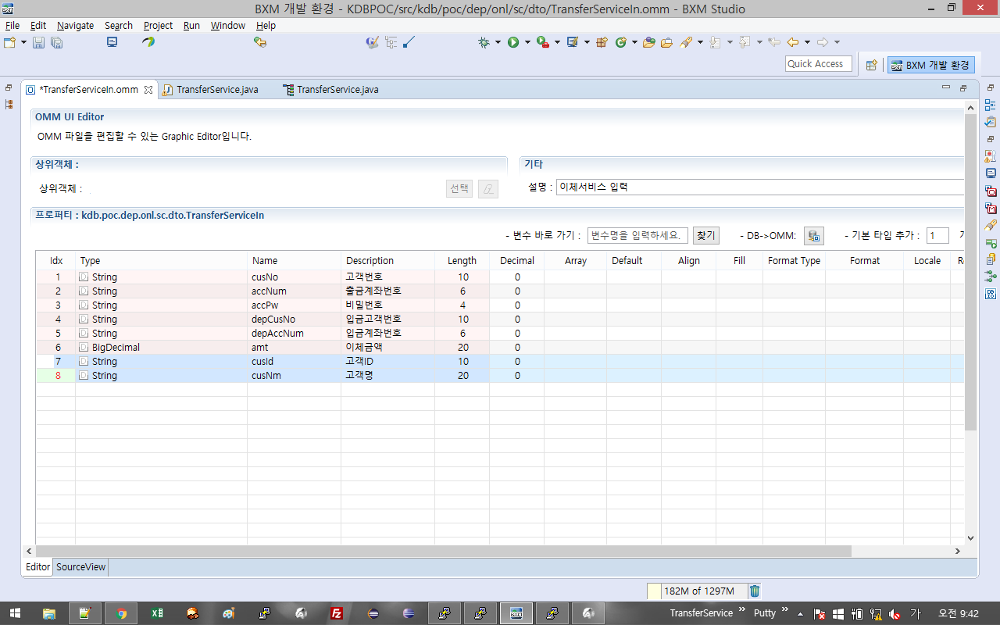 BXM 개발 환경 - KDBPOC/src/kdb/poc/dep/onl/sc/dto/TransferServiceIn.omm - BXM Studio
File Edit Navigate Search Project Run Window Help
Quick Access
BXM 개발 환경
*TransferServiceIn.omm TransferService.java TransferService.java
OMM UI Editor
OMM 파일을 편집할 수 있는 Graphic Editor입니다.
상위객체 : 기타
상위객체 : 선택 설명 : 이체서비스 입력
프로퍼티 : kdb.poc.dep.onl.sc.dto.TransferServiceIn
- 변수 바로 가기 : 변수명을 입력하세요. 찾기 - DB->OMM: - 기본 타입 추가 : 1
Idx Type Name Description Length Decimal Array Default Align Fill Format Type Format Locale
1 D String cusNo 고객번호 10 0
2 D String accNum 출금계좌번호 6 0
3 D String accPw 비밀번호 4 0
4 D String depCusNo 입금고객번호 10 0
5 D String depAccNum 입금계좌번호 6 0
6 D BigDecimal amt 이체금액 20 0
7 D String cusId 고객ID 10 0
8 D String cusNm 고객명 20 0
Editor SourceView
182M of 1297M
TransferService » Putty » 가 오전 9:42